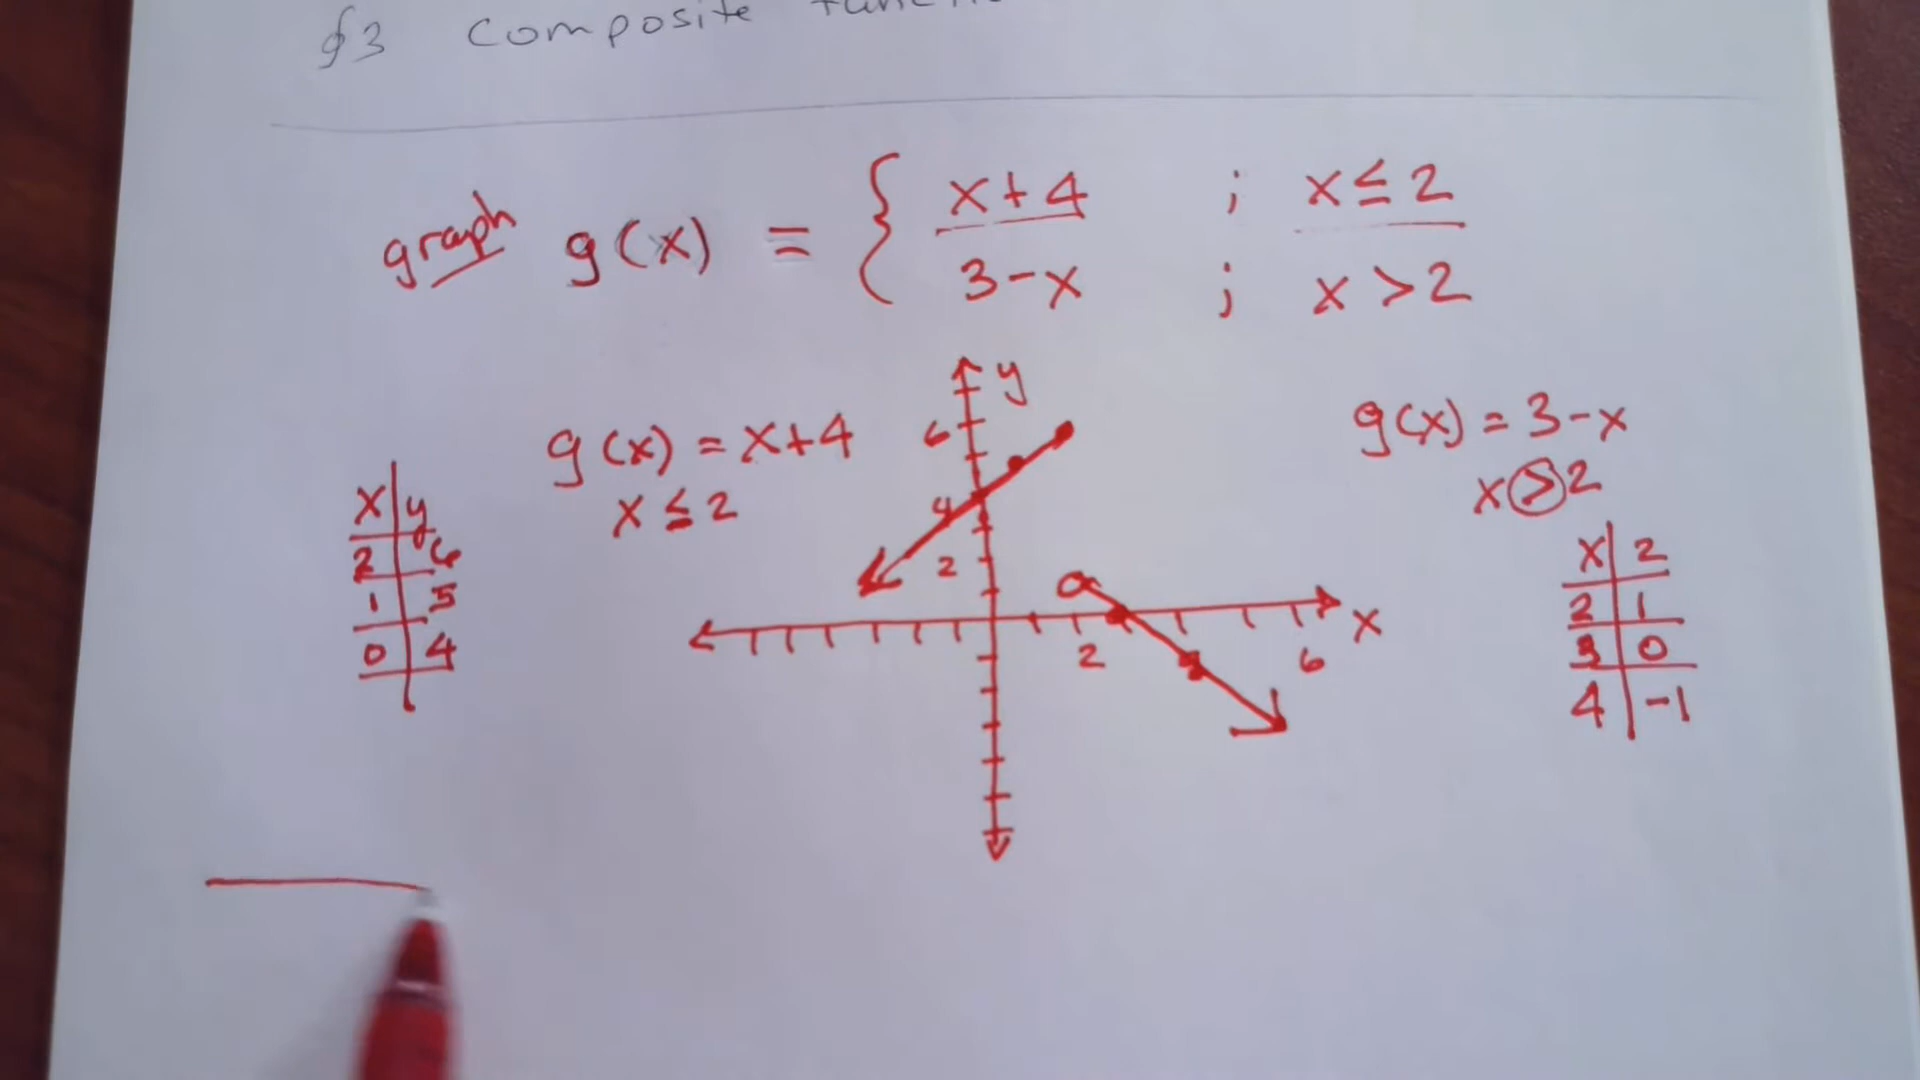 §3 Composite
graph g(x) = { x+4 ; x≤2
3-x ; x>2
g(x) = x+4
x ≤ 2
x | y
2 | 6
1 | 5
0 | 4
y
6
4
2
2
6
x
g(x) = 3-x
x > 2
x | 2
2 | 1
3 | 0
4 | -1